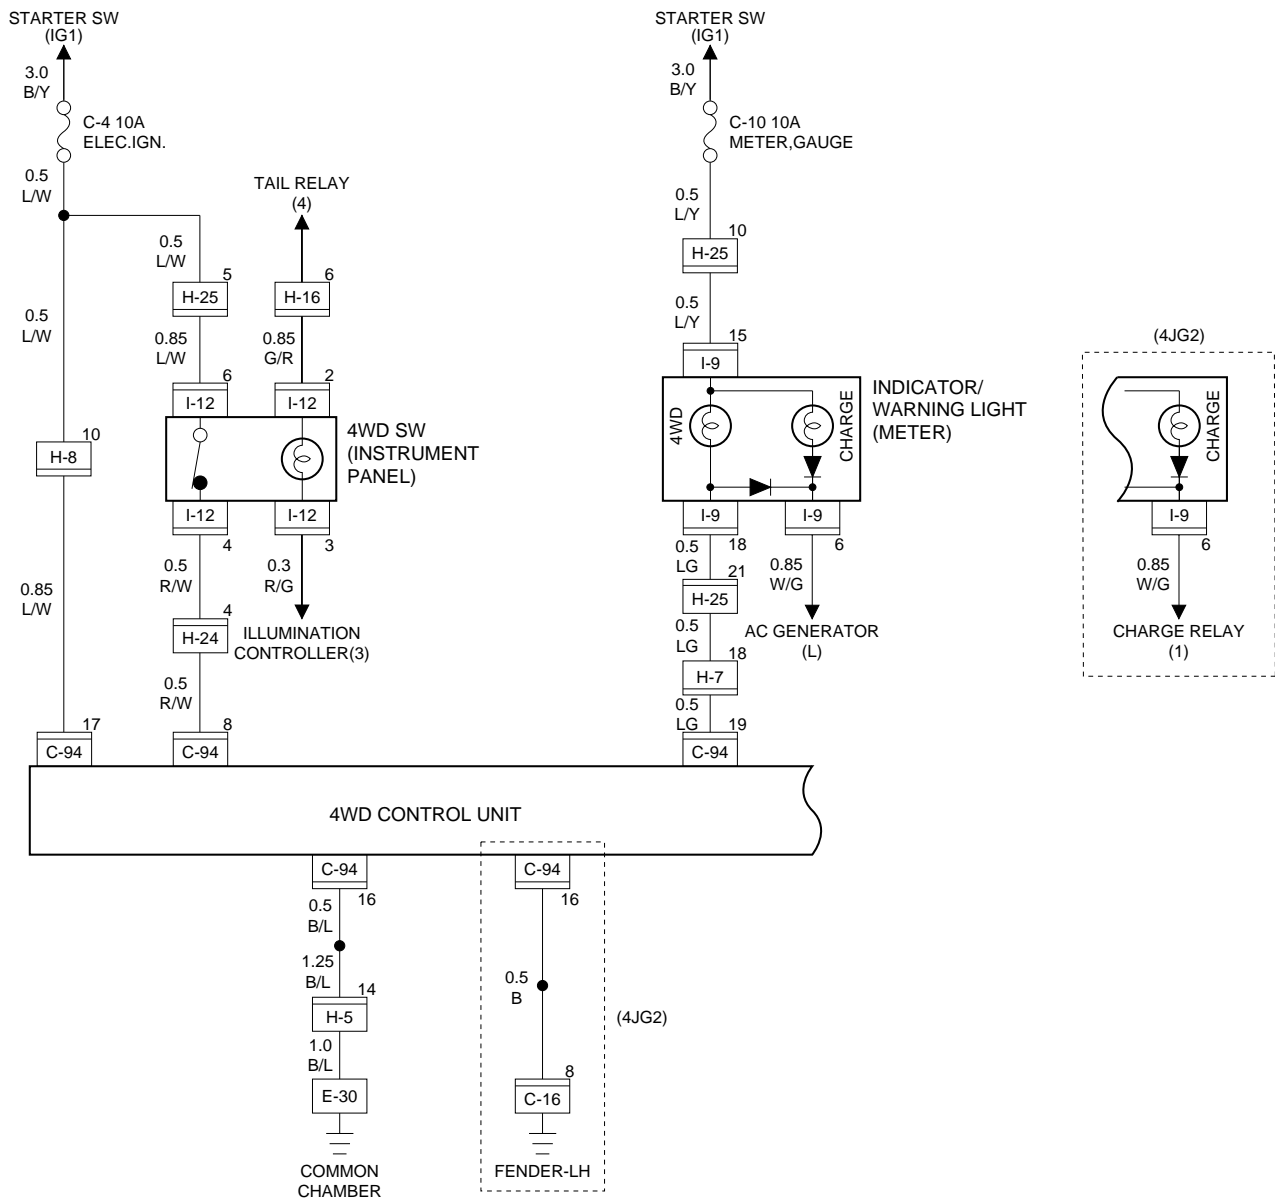 STARTER SW
(IG1)
3.0
B/Y
C-4 10A
ELEC.IGN.
0.5
L/W
0.5
L/W
5
H-25
0.85
L/W
6
I-12
TAIL RELAY
(4)
6
H-16
0.85
G/R
2
I-12
0.5
L/W
10
H-8
0.85
L/W
4WD SW
(INSTRUMENT
PANEL)
I-12
4
0.5
R/W
4
H-24
0.5
R/W
I-12
3
0.3
R/G
ILLUMINATION
CONTROLLER(3)
17
C-94
8
C-94
STARTER SW
(IG1)
3.0
B/Y
C-10 10A
METER,GAUGE
0.5
L/Y
10
H-25
0.5
L/Y
15
I-9
4WD
CHARGE
INDICATOR/
WARNING LIGHT
(METER)
I-9
18
0.5
LG
21
H-25
0.5
LG
18
H-7
0.5
LG
19
C-94
I-9
6
0.85
W/G
AC GENERATOR
(L)
(4JG2)
CHARGE
I-9
6
0.85
W/G
CHARGE RELAY
(1)
4WD CONTROL UNIT
C-94
16
0.5
B/L
1.25
B/L
14
H-5
1.0
B/L
E-30
COMMON
CHAMBER
C-94
16
0.5
B
(4JG2)
8
C-16
FENDER-LH